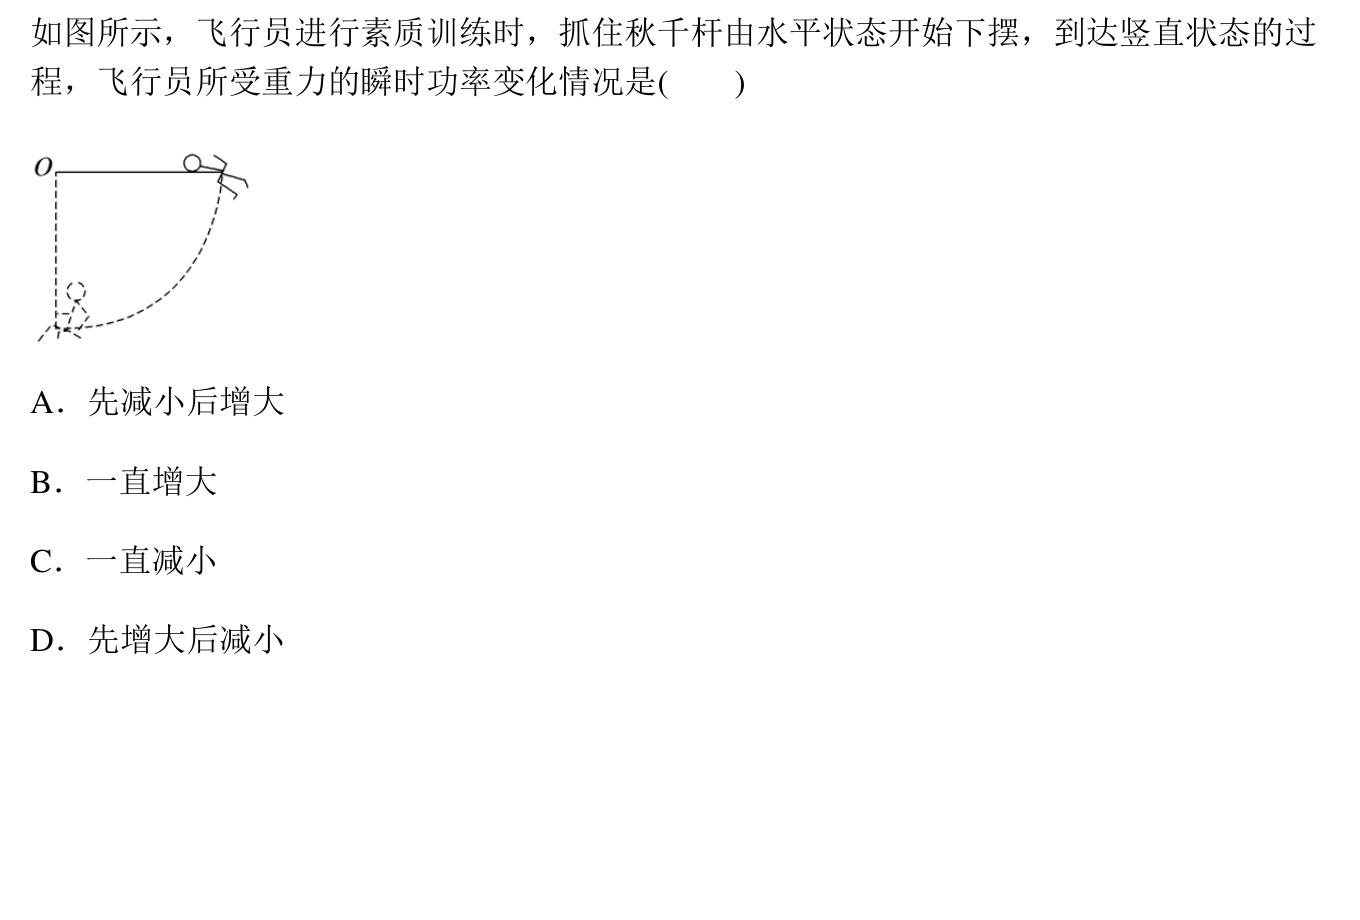 如图所示，飞行员进行素质训练时，抓住秋千杆由水平状态开始下摆，到达竖直状态的过
程，飞行员所受重力的瞬时功率变化情况是(　　)
O
A．先减小后增大
B．一直增大
C．一直减小
D．先增大后减小